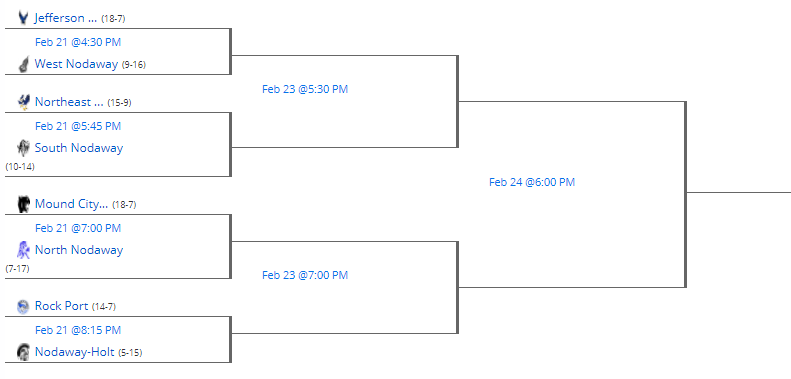 Jefferson ... (18-7)
Feb 21 @4:30 PM
West Nodaway (9-16)
Feb 23 @5:30 PM
Northeast ... (15-9)
Feb 21 @5:45 PM
South Nodaway
(10-14)
Feb 24 @6:00 PM
Mound City... (18-7)
Feb 21 @7:00 PM
North Nodaway
(7-17)
Feb 23 @7:00 PM
Rock Port (14-7)
Feb 21 @8:15 PM
Nodaway-Holt (5-15)